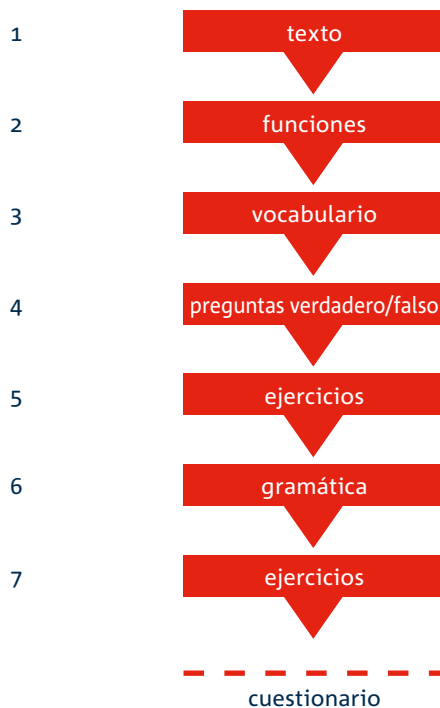 1 texto
2 funciones
3 vocabulario
4 preguntas verdadero/falso
5 ejercicios
6 gramática
7 ejercicios
cuestionario